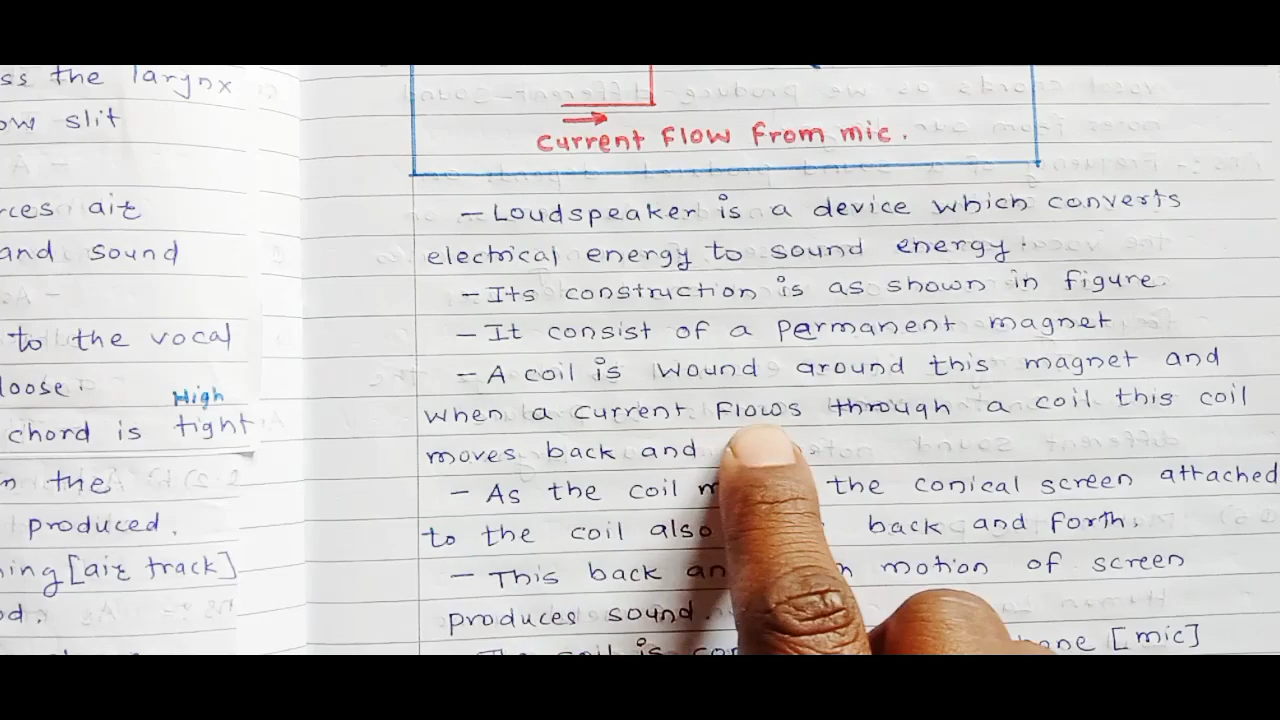 ss the larynx
ow slit
rces air
and sound
to the vocal
loose.
High
chord is tight
n the
produced.
ning [air track]
d.
current flow from mic.
- Loudspeaker is a device which converts
electrical energy to sound energy
- Its construction is as shown in figure.
- It consist of a permanent magnet
- A coil is wound around this magnet and
when a current flows through a coil this coil
moves back and
- As the coil m the conical screen attached
to the coil also back and forth.
- This back an motion of screen
produces sound.
- The coil is con [mic]